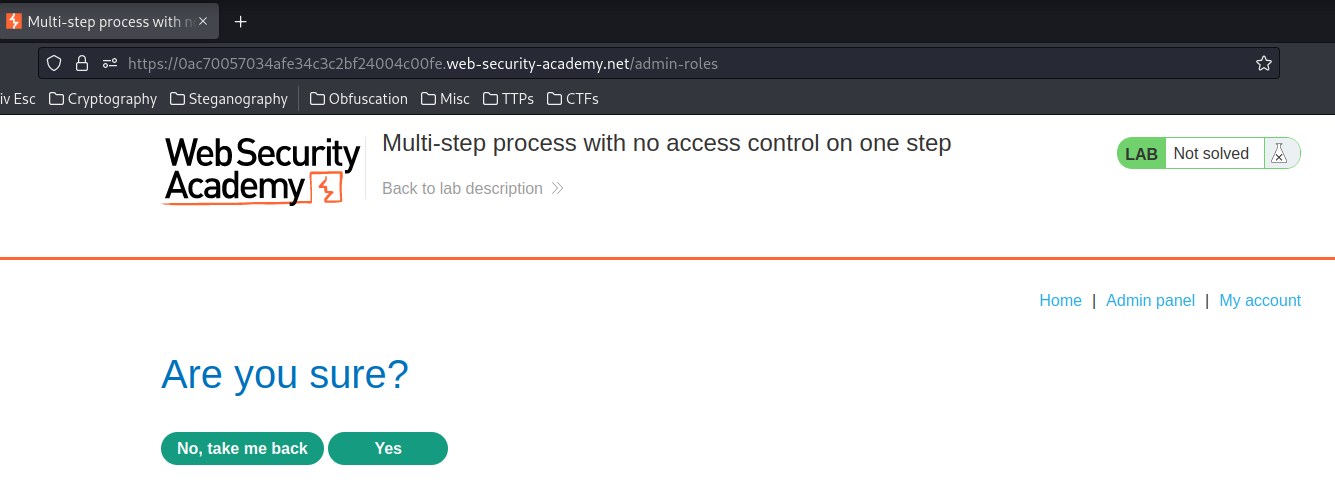 Multi-step process with n
https://0ac70057034afe34c3c2bf24004c00fe.web-security-academy.net/admin-roles
iv Esc Cryptography Steganography Obfuscation Misc TTPs CTFs
Web Security
Academy
Multi-step process with no access control on one step
Back to lab description
LAB Not solved
Home | Admin panel | My account
Are you sure?
No, take me back Yes